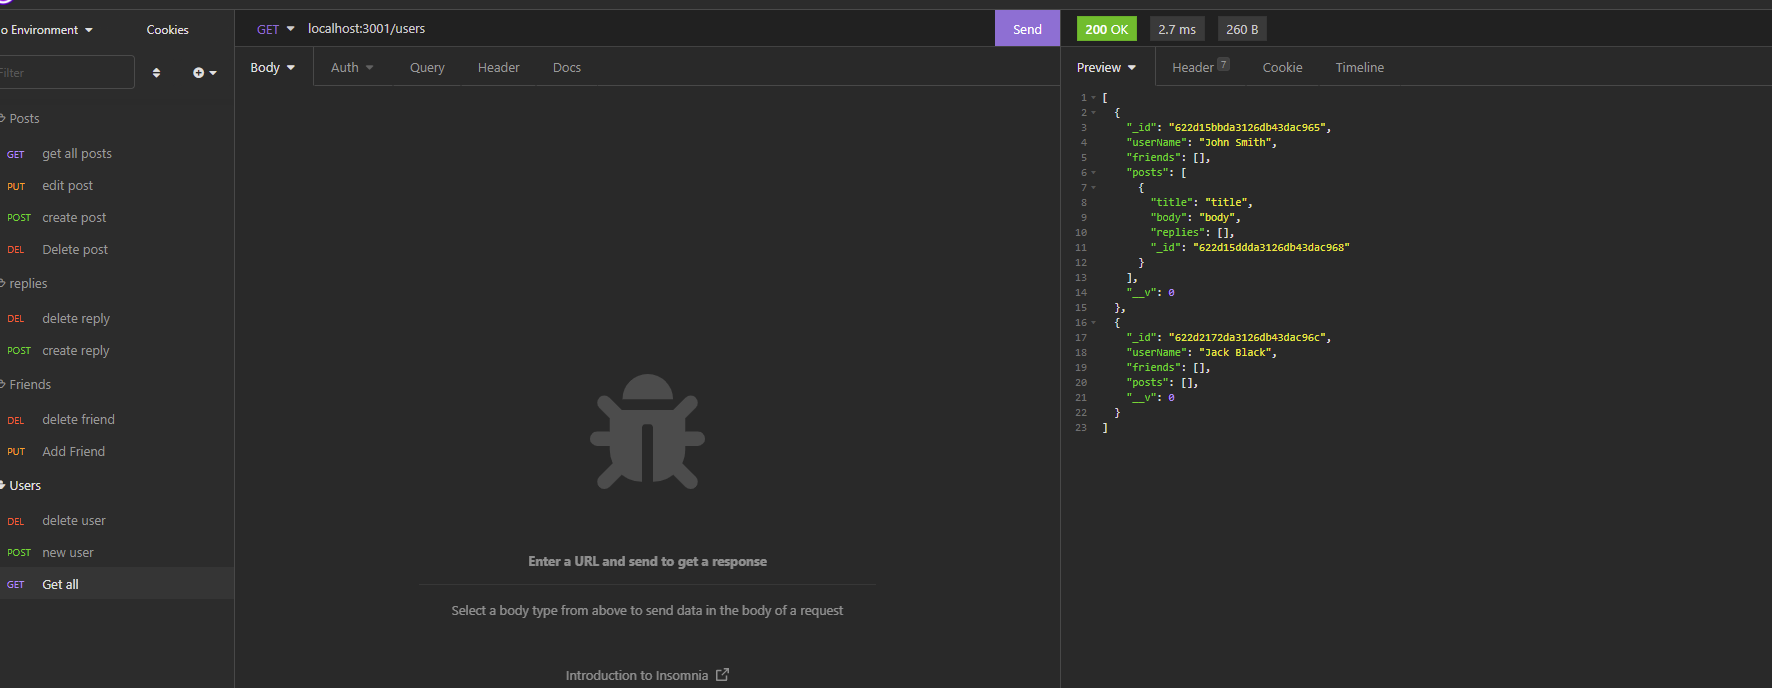 o Environment
Cookies
Filter
Posts
GET get all posts
PUT edit post
POST create post
DEL Delete post
replies
DEL delete reply
POST create reply
Friends
DEL delete friend
PUT Add Friend
Users
DEL delete user
POST new user
GET Get all
GET localhost:3001/users
Send
Body Auth Query Header Docs
Enter a URL and send to get a response
Select a body type from above to send data in the body of a request
Introduction to Insomnia
200 OK 2.7 ms 260 B
Preview Header 7 Cookie Timeline
1 [
2 {
3 "_id": "622d15bbda3126db43dac965",
4 "userName": "John Smith",
5 "friends": [],
6 "posts": [
7 {
8 "title": "title",
9 "body": "body",
10 "replies": [],
11 "_id": "622d15ddda3126db43dac968"
12 }
13 ],
14 "__v": 0
15 },
16 {
17 "_id": "622d2172da3126db43dac96c",
18 "userName": "Jack Black",
19 "friends": [],
20 "posts": [],
21 "__v": 0
22 }
23 ]